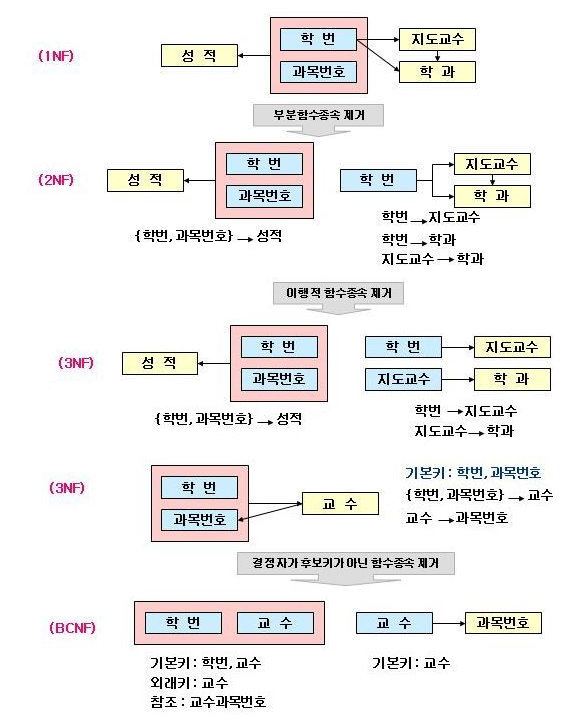 (1NF)
성 적
학 번
과목번호
지도교수
학 과
부분함수종속 제거
(2NF)
성 적
학 번
과목번호
{학번, 과목번호} → 성적
학 번
지도교수
학 과
학번 → 지도교수
학번 → 학과
지도교수 → 학과
이행적 함수종속 제거
(3NF)
성 적
학 번
과목번호
{학번, 과목번호} → 성적
학 번
지도교수
지도교수
학 과
학번 → 지도교수
지도교수 → 학과
(3NF)
학 번
과목번호
교 수
기본키 : 학번, 과목번호
{학번, 과목번호} → 교수
교수 → 과목번호
결정자가 후보키가 아닌 함수종속 제거
(BCNF)
학 번
교 수
기본키 : 학번, 교수
외래키 : 교수
참조 : 교수과목번호
교 수
과목번호
기본키 : 교수